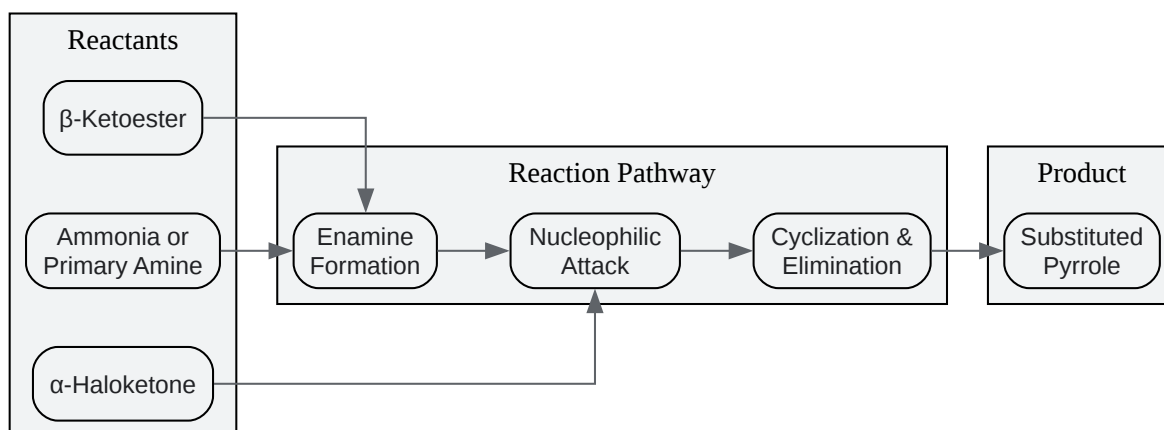 Reactants
β-Ketoester
Ammonia or
Primary Amine
α-Haloketone
Reaction Pathway
Enamine
Formation
Nucleophilic
Attack
Cyclization &
Elimination
Product
Substituted
Pyrrole